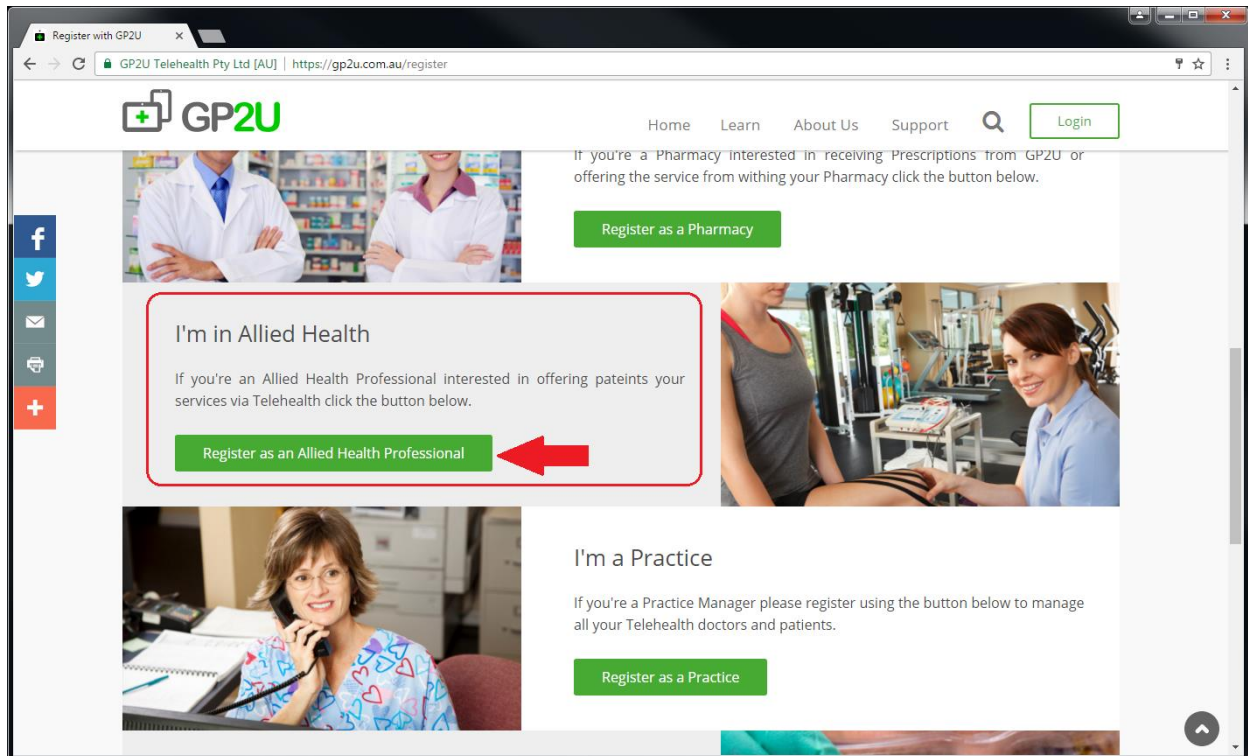 Register with GP2U
GP2U Telehealth Pty Ltd [AU] | https://gp2u.com.au/register
GP2U
Home Learn About Us Support Login
If you're a Pharmacy interested in receiving Prescriptions from GP2U or
offering the service from withing your Pharmacy click the button below.
Register as a Pharmacy
I'm in Allied Health
If you're an Allied Health Professional interested in offering pateints your
services via Telehealth click the button below.
Register as an Allied Health Professional
I'm a Practice
If you're a Practice Manager please register using the button below to manage
all your Telehealth doctors and patients.
Register as a Practice